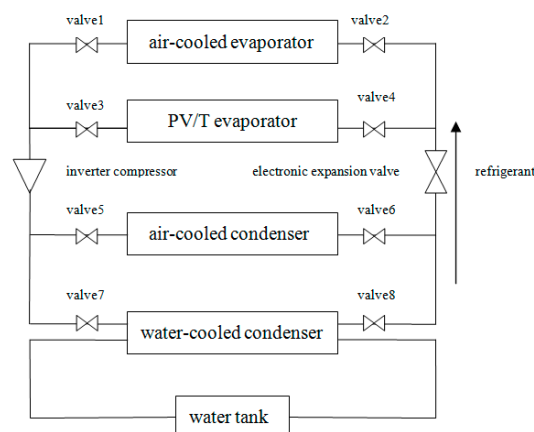 valve1
valve2
air-cooled evaporator
valve3
valve4
PV/T evaporator
inverter compressor
electronic expansion valve
refrigerant
valve5
valve6
air-cooled condenser
valve7
valve8
water-cooled condenser
water tank